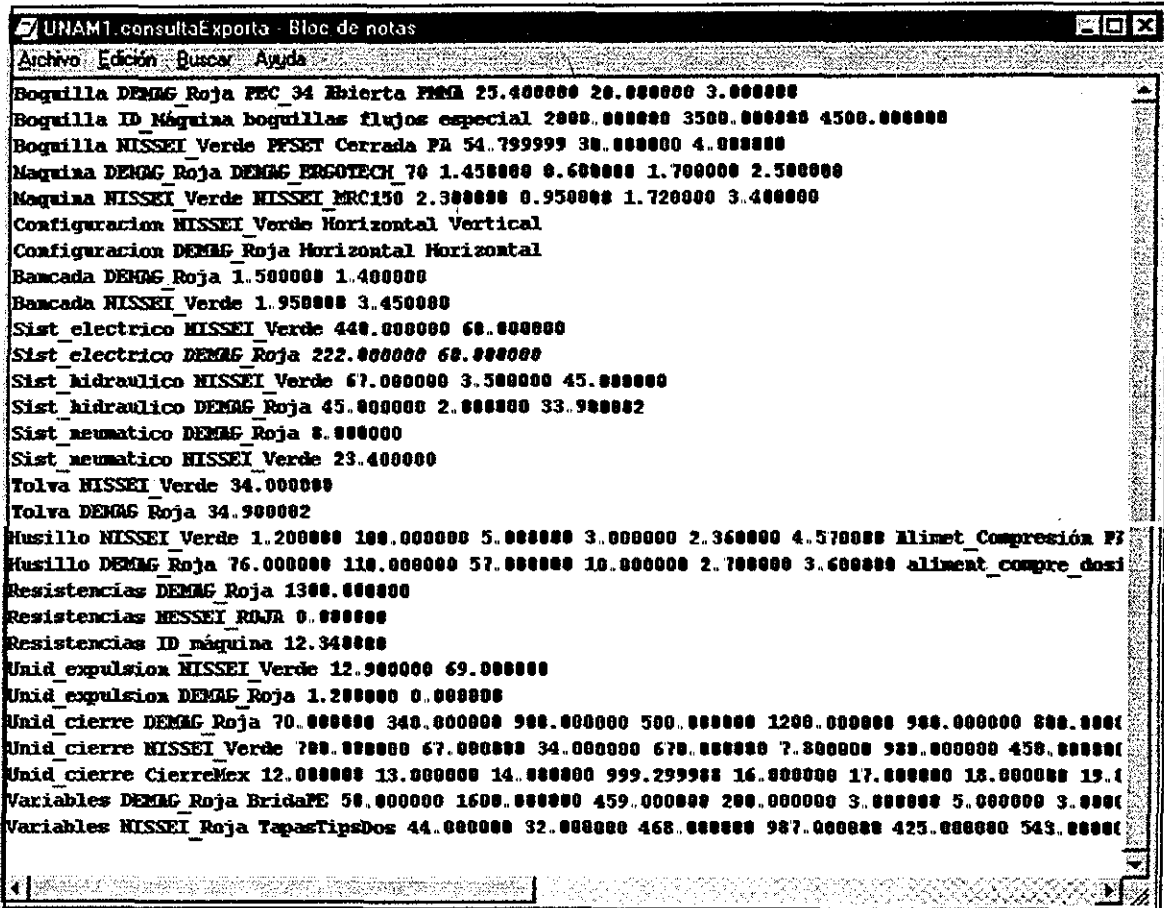 UNAM1.consultaExporta - Bloc de notas
Archivo Edición Buscar Ayuda
Boquilla DEMAG_Roja PEC_34 Abierta PMMA 25.400000 20.000000 3.000000
Boquilla ID_Máquina boquillas flujos especial 2000.000000 3500.000000 4500.000000
Boquilla NISSEI_Verde PFSET Cerrada PA 54.799999 30.000000 4.000000
Maquina DEMAG_Roja DEMAG_ERGOTECH_70 1.450000 0.600000 1.700000 2.500000
Maquina NISSEI_Verde NISSEI_MRC150 2.300000 0.950000 1.720000 3.400000
Configuracion NISSEI_Verde Horizontal Vertical
Configuracion DEMAG_Roja Horizontal Horizontal
Bancada DEMAG_Roja 1.500000 1.400000
Bancada NISSEI_Verde 1.950000 3.450000
Sist_electrico NISSEI_Verde 440.000000 60.000000
Sist_electrico DEMAG_Roja 222.000000 60.000000
Sist_hidraulico NISSEI_Verde 67.000000 3.500000 45.000000
Sist_hidraulico DEMAG_Roja 45.000000 2.800000 33.900002
Sist_neumatico DEMAG_Roja 8.000000
Sist_neumatico NISSEI_Verde 23.400000
Tolva NISSEI_Verde 34.000000
Tolva DEMAG_Roja 34.900002
Husillo NISSEI_Verde 1.200000 100.000000 5.000000 3.000000 2.360000 4.570000 Alimet_Compresión
Husillo DEMAG_Roja 76.000000 110.000000 57.000000 10.000000 2.700000 3.600000 aliment_compre_dosi
Resistencias DEMAG_Roja 1300.000000
Resistencias NESSEI_ROJA 0.000000
Resistencias ID_máquina 12.340000
Unid_expulsion NISSEI_Verde 12.900000 69.000000
Unid_expulsion DEMAG_Roja 1.200000 0.000000
Unid_cierre DEMAG_Roja 70.000000 340.000000 900.000000 500.000000 1200.000000 900.000000 800.000
Unid_cierre NISSEI_Verde 700.000000 67.000000 34.000000 670.000000 7.800000 980.000000 450.00000
Unid_cierre CierreMex 12.000000 13.000000 14.000000 999.299988 16.000000 17.000000 18.000000 19.
Variables DEMAG_Roja BridaPE 50.000000 1600.000000 459.000000 200.000000 3.000000 5.000000 3.000
Variables NISSEI_Roja TapasTipsDos 44.000000 32.000000 468.000000 987.000000 425.000000 543.0000